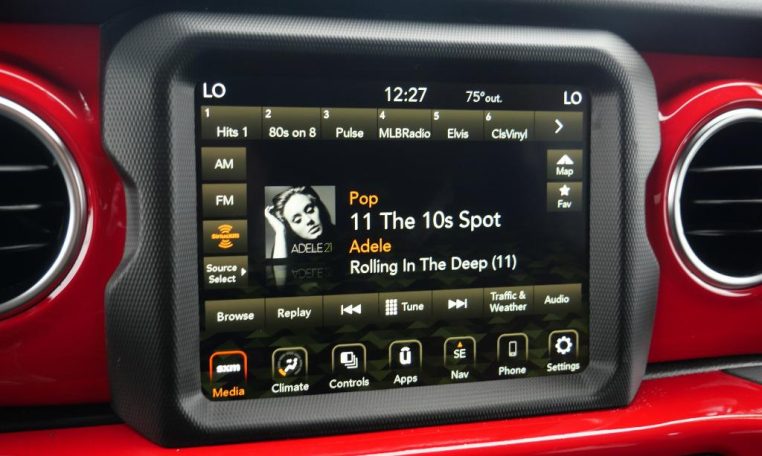 LO 12:27 75°out. LO
1 Hits 1 2 80s on 8 3 Pulse 4 MLBRadio 5 Elvis 6 ClsVinyl
AM
Map
FM
Fav
SiriusXM
Source
Select
ADELE 21
Pop
11 The 10s Spot
Adele
Rolling In The Deep (11)
Browse Replay Tune Traffic & Weather Audio
sxm SE
Media Climate Controls Apps Nav Phone Settings